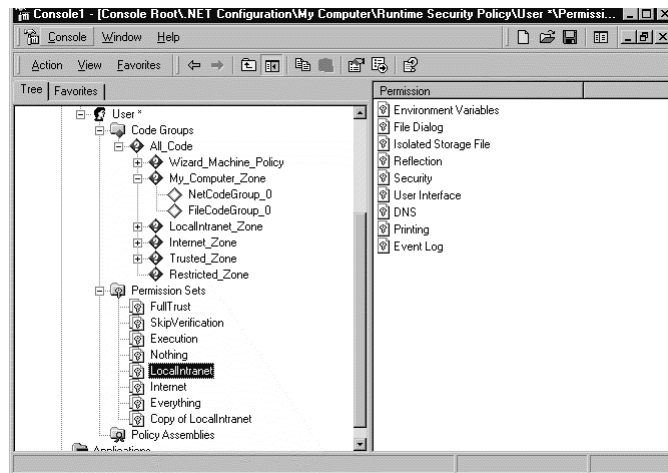 Console1 - [Console Root\.NET Configuration\My Computer\Runtime Security Policy\User *\Permissi...
Console Window Help
Action View Favorites
Tree Favorites
User *
Code Groups
All_Code
Wizard_Machine_Policy
My_Computer_Zone
NetCodeGroup_0
FileCodeGroup_0
LocalIntranet_Zone
Internet_Zone
Trusted_Zone
Restricted_Zone
Permission Sets
FullTrust
SkipVerification
Execution
Nothing
LocalIntranet
Internet
Everything
Copy of LocalIntranet
Policy Assemblies
Applications
Permission
Environment Variables
File Dialog
Isolated Storage File
Reflection
Security
User Interface
DNS
Printing
Event Log